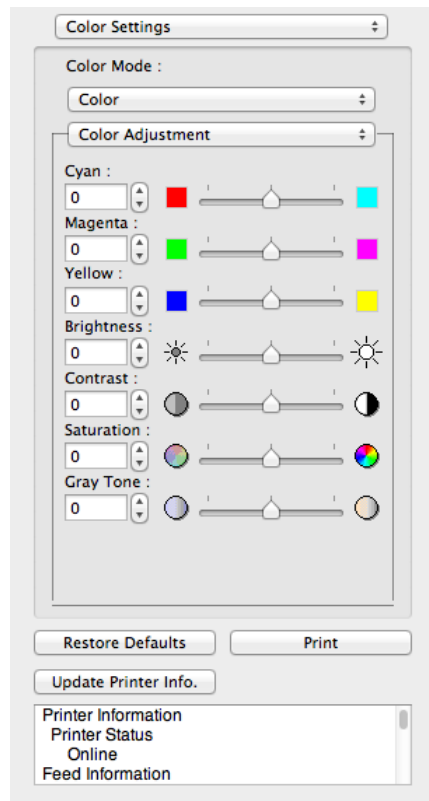 Color Settings
Color Mode :
Color
Color Adjustment
Cyan :
0
Magenta :
0
Yellow :
0
Brightness :
0
Contrast :
0
Saturation :
0
Gray Tone :
0
Restore Defaults Print
Update Printer Info.
Printer Information
Printer Status
Online
Feed Information